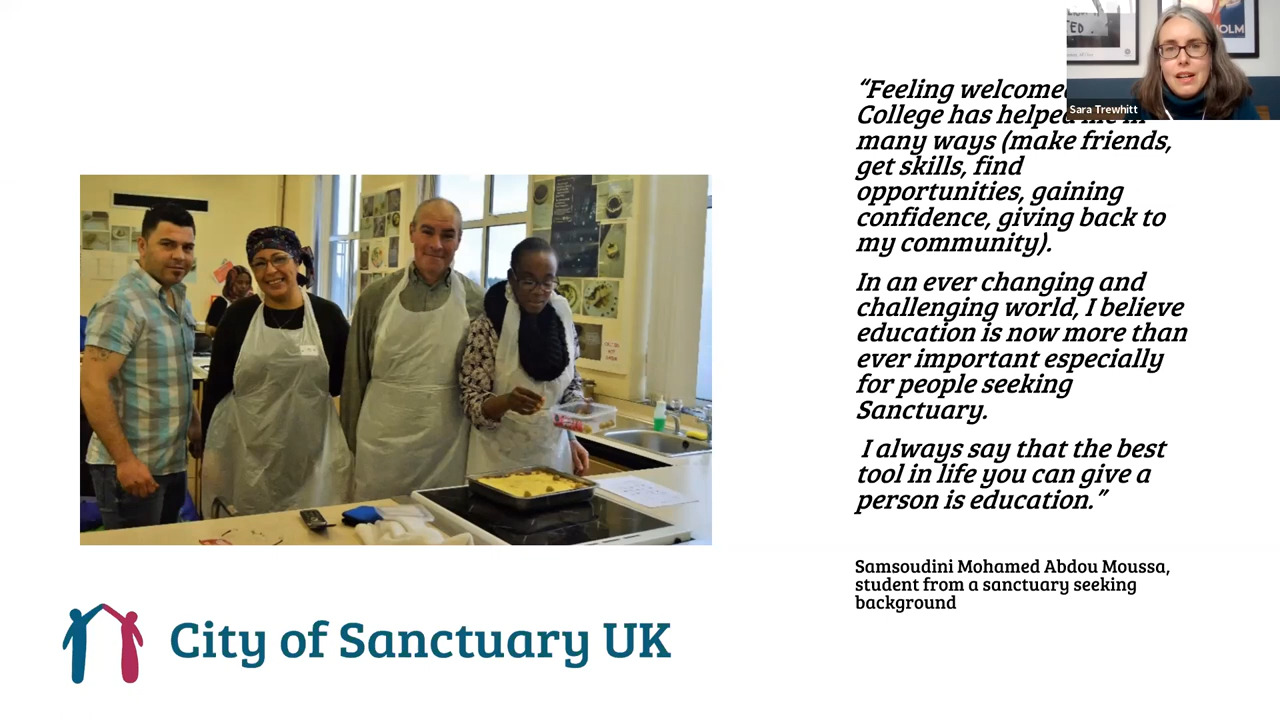 “Feeling welcomed
College has helped me in
many ways (make friends,
get skills, find
opportunities, gaining
confidence, giving back to
my community).
In an ever changing and
challenging world, I believe
education is now more than
ever important especially
for people seeking
Sanctuary.
I always say that the best
tool in life you can give a
person is education.”
Samsoudini Mohamed Abdou Moussa,
student from a sanctuary seeking
background
City of Sanctuary UK
Sara Trewhitt